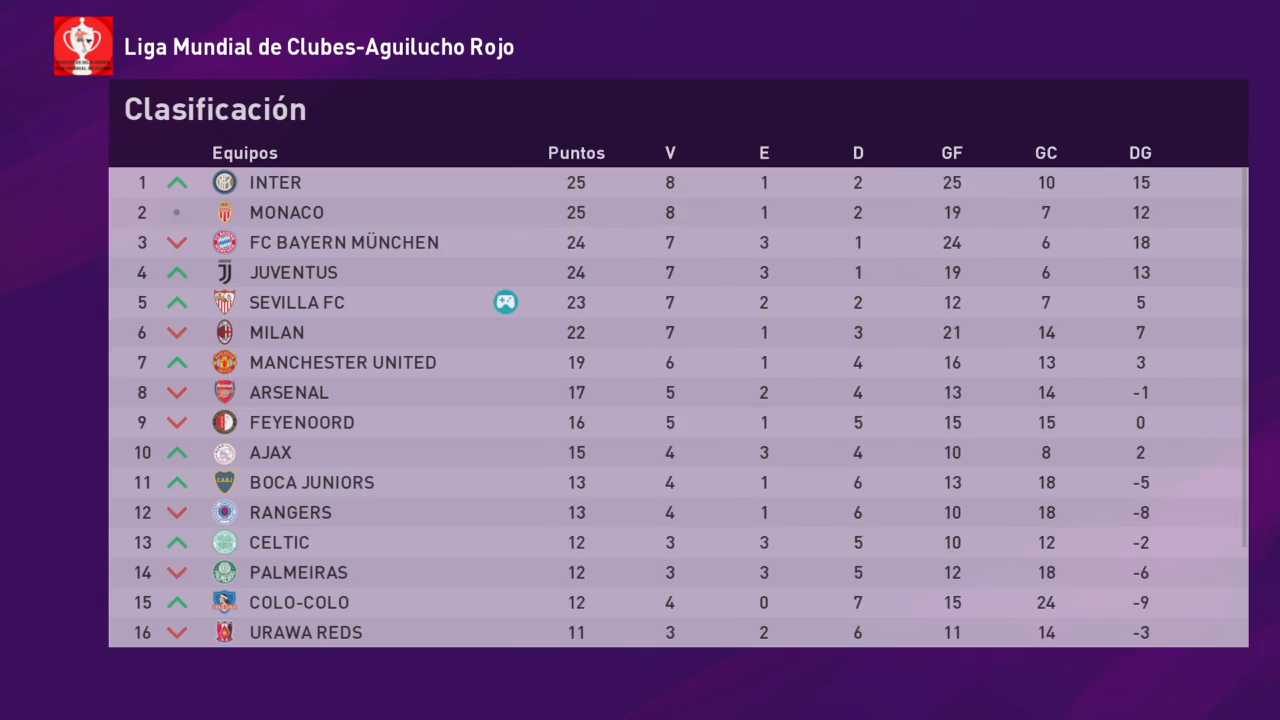 Liga Mundial de Clubes-Aguilucho Rojo
Clasificación
Equipos Puntos V E D GF GC DG
1 INTER 25 8 1 2 25 10 15
2 MONACO 25 8 1 2 19 7 12
3 FC BAYERN MÜNCHEN 24 7 3 1 24 6 18
4 JUVENTUS 24 7 3 1 19 6 13
5 SEVILLA FC 23 7 2 2 12 7 5
6 MILAN 22 7 1 3 21 14 7
7 MANCHESTER UNITED 19 6 1 4 16 13 3
8 ARSENAL 17 5 2 4 13 14 -1
9 FEYENOORD 16 5 1 5 15 15 0
10 AJAX 15 4 3 4 10 8 2
11 BOCA JUNIORS 13 4 1 6 13 18 -5
12 RANGERS 13 4 1 6 10 18 -8
13 CELTIC 12 3 3 5 10 12 -2
14 PALMEIRAS 12 3 3 5 12 18 -6
15 COLO-COLO 12 4 0 7 15 24 -9
16 URAWA REDS 11 3 2 6 11 14 -3